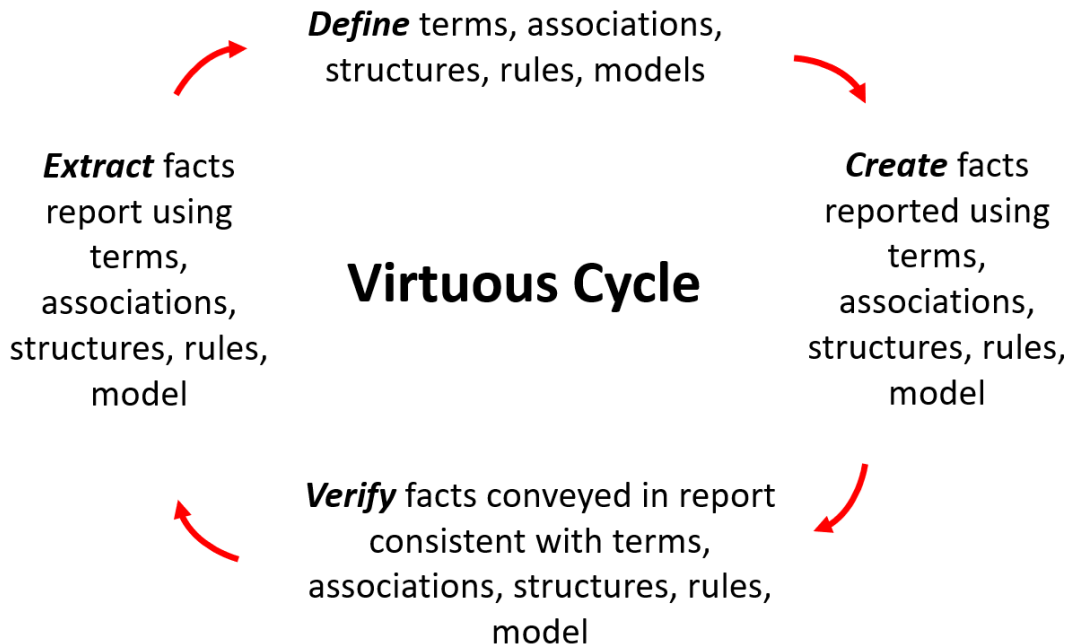 Define terms, associations,
structures, rules, models
Extract facts
report using
terms,
associations,
structures, rules,
model
Virtuous Cycle
Create facts
reported using
terms,
associations,
structures, rules,
model
Verify facts conveyed in report
consistent with terms,
associations, structures, rules,
model